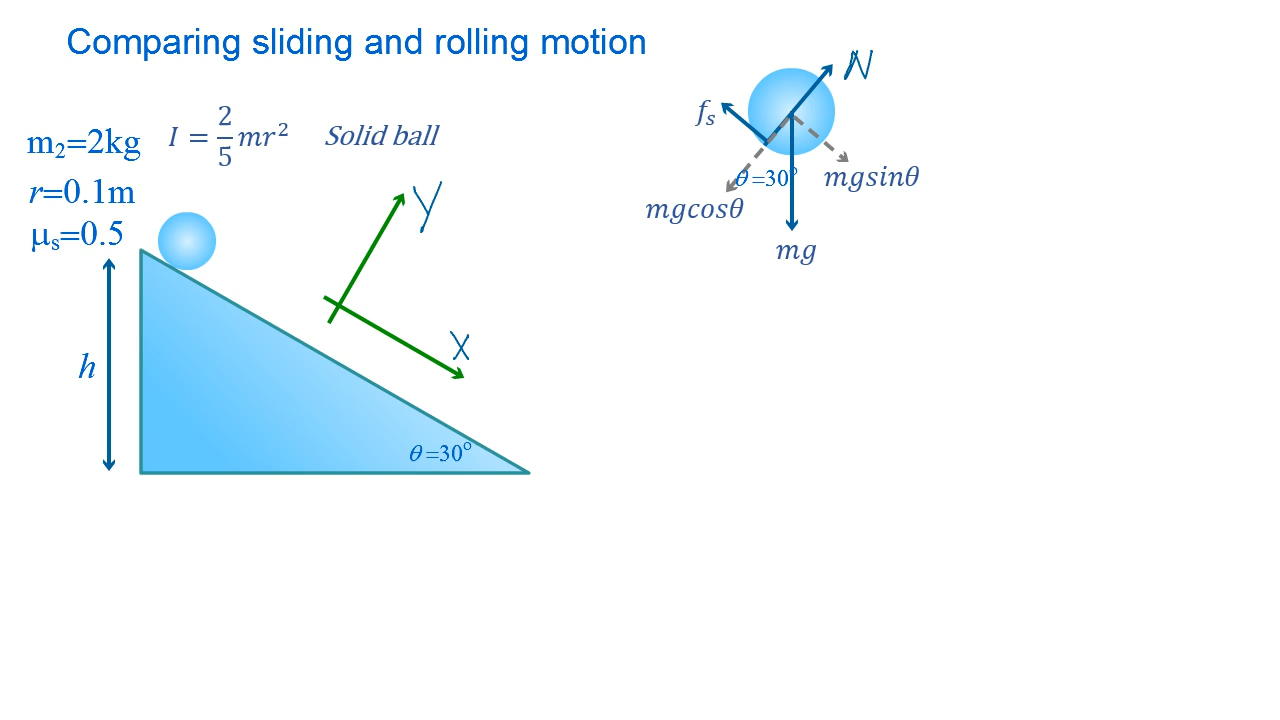 Comparing sliding and rolling motion
m₂=2kg
I = 2/5 mr² Solid ball
r=0.1m
μₛ=0.5
h
y
x
θ=30°
N
fₛ
θ=30°
mgsinθ
mgcosθ
mg